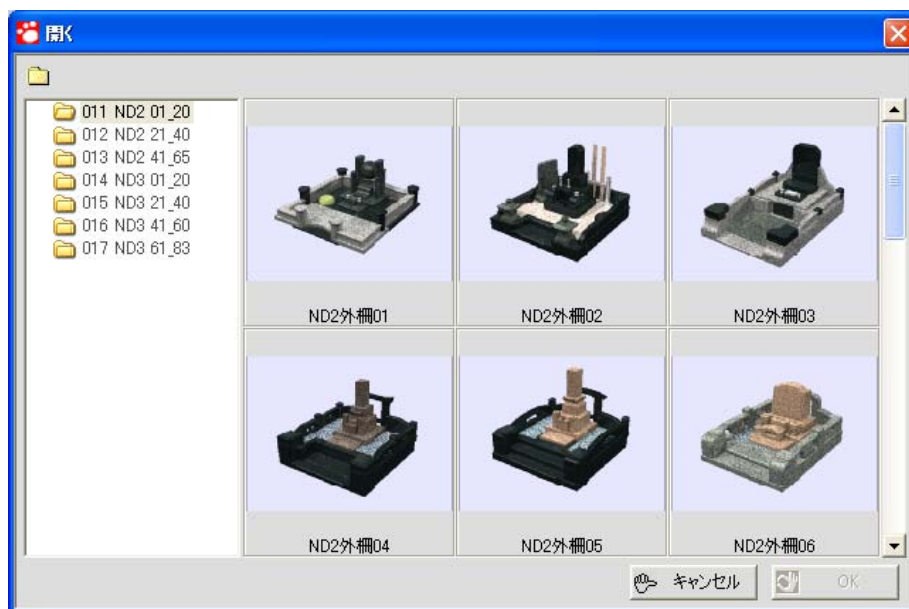 開く
011 ND2 01_20
012 ND2 21_40
013 ND2 41_65
014 ND3 01_20
015 ND3 21_40
016 ND3 41_60
017 ND3 61_83
ND2外柵01
ND2外柵02
ND2外柵03
ND2外柵04
ND2外柵05
ND2外柵06
キャンセル
OK